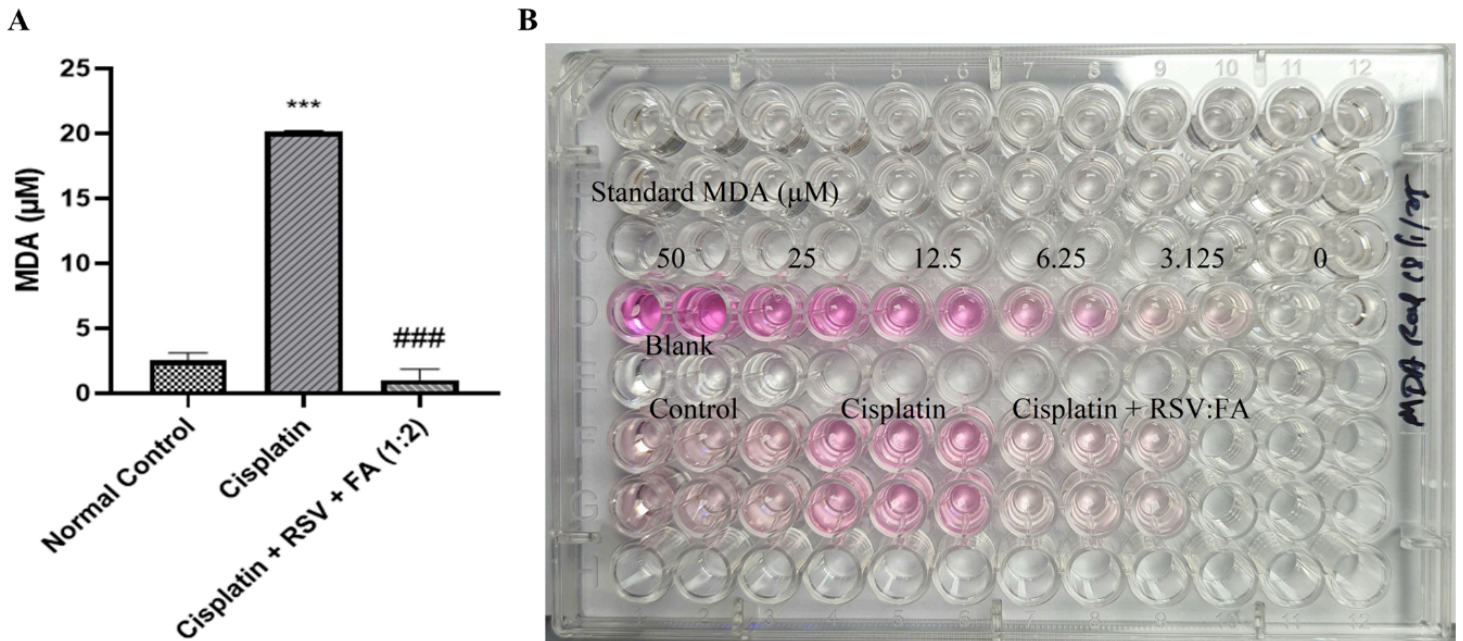 A
B
MDA (µM)
25
20
15
10
5
0
***
###
Normal Control
Cisplatin
Cisplatin + RSV + FA (1:2)
1 2 3 4 5 6 7 8 9 10 11 12
Standard MDA (µM)
C
50 25 12.5 6.25 3.125 0
D
Blank
E
Control Cisplatin Cisplatin + RSV:FA
F
G
H
MDA